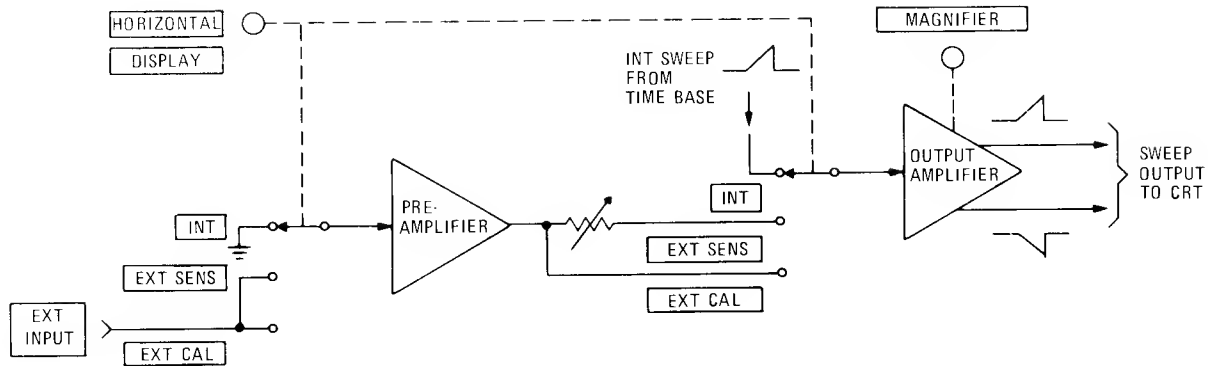 HORIZONTAL
DISPLAY
MAGNIFIER
INT SWEEP
FROM
TIME BASE
OUTPUT
AMPLIFIER
SWEEP
OUTPUT
TO CRT
PRE-
AMPLIFIER
INT
INT
EXT SENS
EXT SENS
EXT CAL
EXT
INPUT
EXT CAL